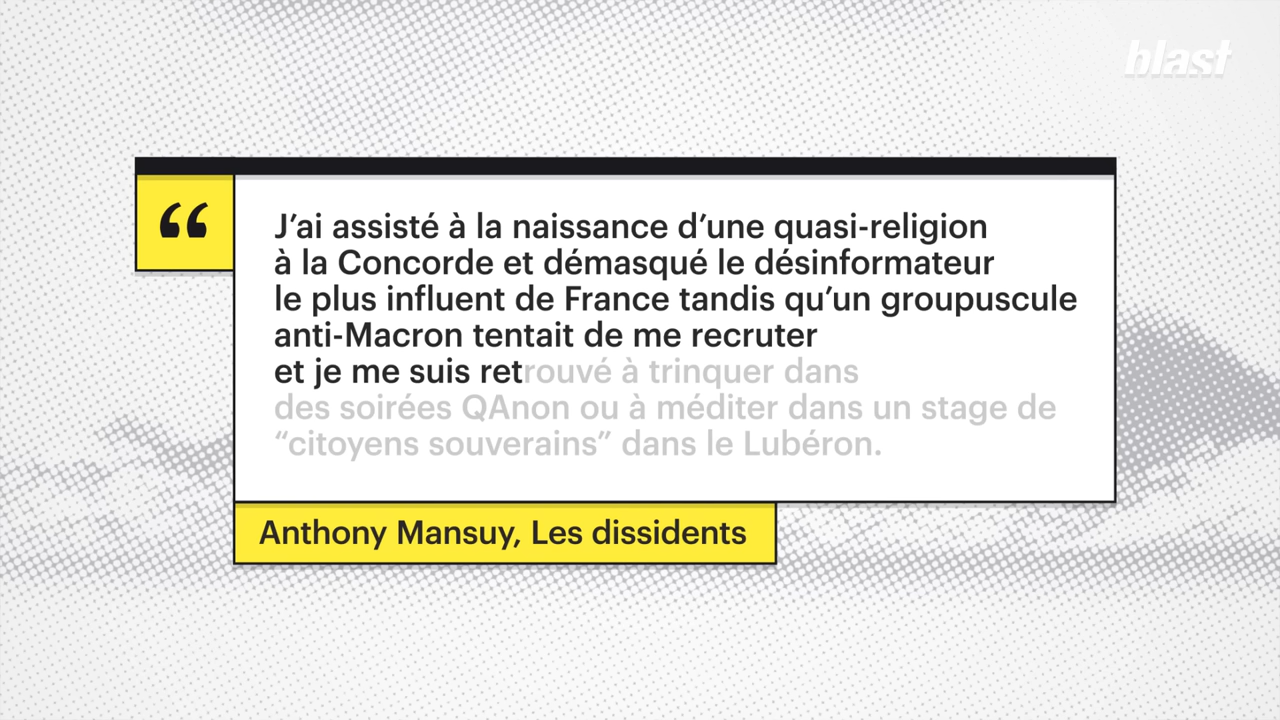 blast
“
J’ai assisté à la naissance d’une quasi-religion
à la Concorde et démasqué le désinformateur
le plus influent de France tandis qu’un groupuscule
anti-Macron tentait de me recruter
et je me suis retrouvé à trinquer dans
des soirées QAnon ou à méditer dans un stage de
“citoyens souverains” dans le Lubéron.
Anthony Mansuy, Les dissidents